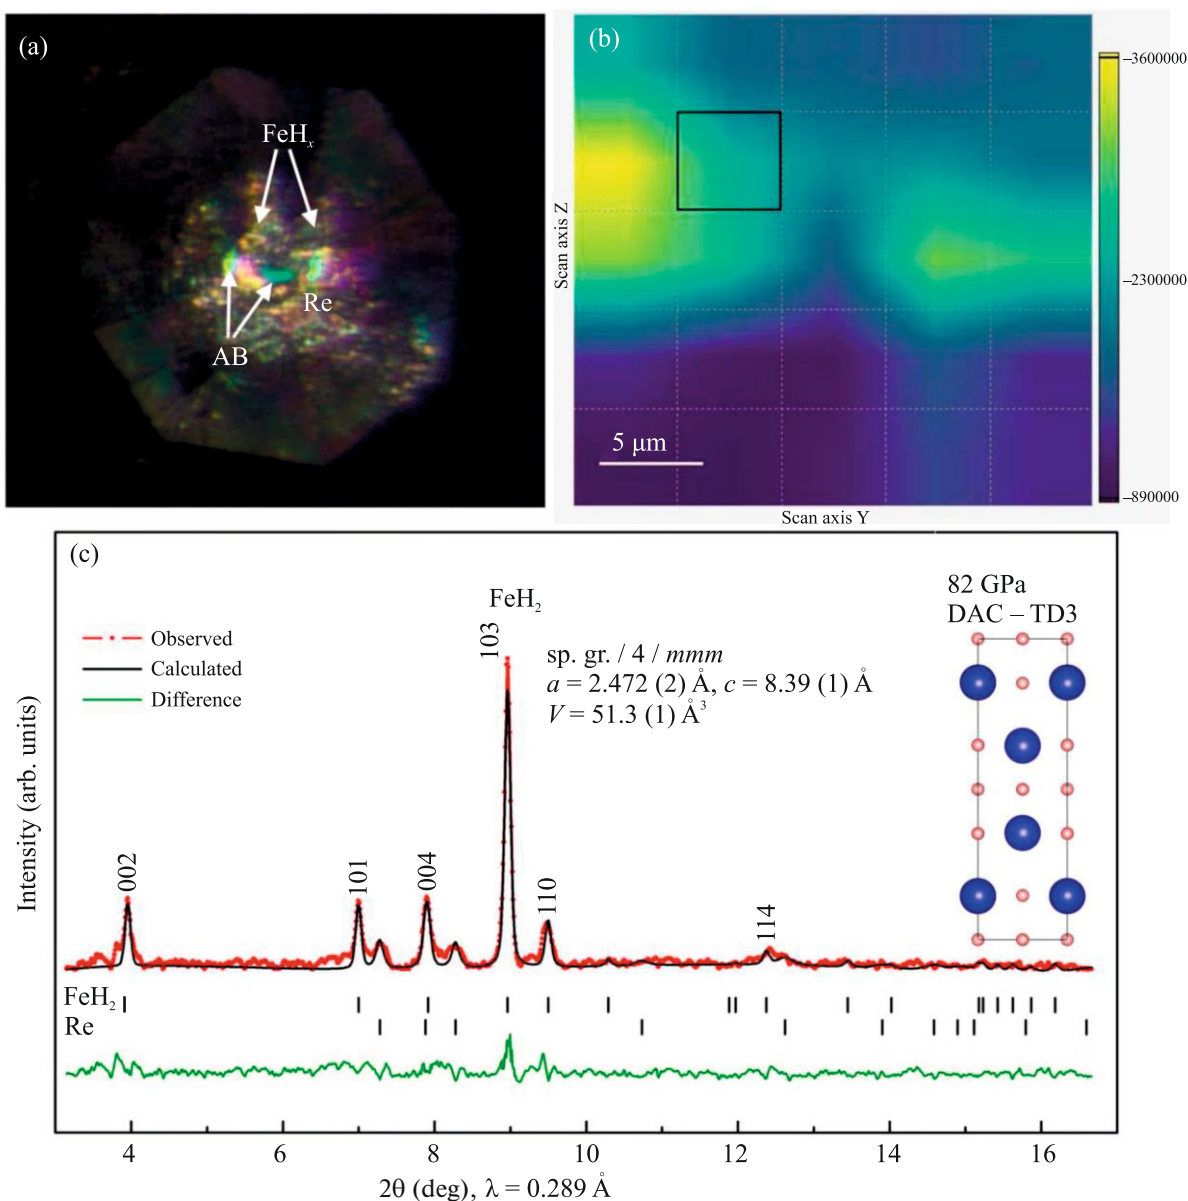 (a)
FeHₓ
Re
AB
(b)
Scan axis Z
5 μm
Scan axis Y
–3600000
–2300000
–890000
(c)
Observed
Calculated
Difference
FeH₂
sp. gr. / 4 / mmm
a = 2.472 (2) Å, c = 8.39 (1) Å
V = 51.3 (1) Å³
82 GPa
DAC – TD3
Intensity (arb. units)
002
101
004
103
110
114
FeH₂
Re
4 6 8 10 12 14 16
2θ (deg), λ = 0.289 Å